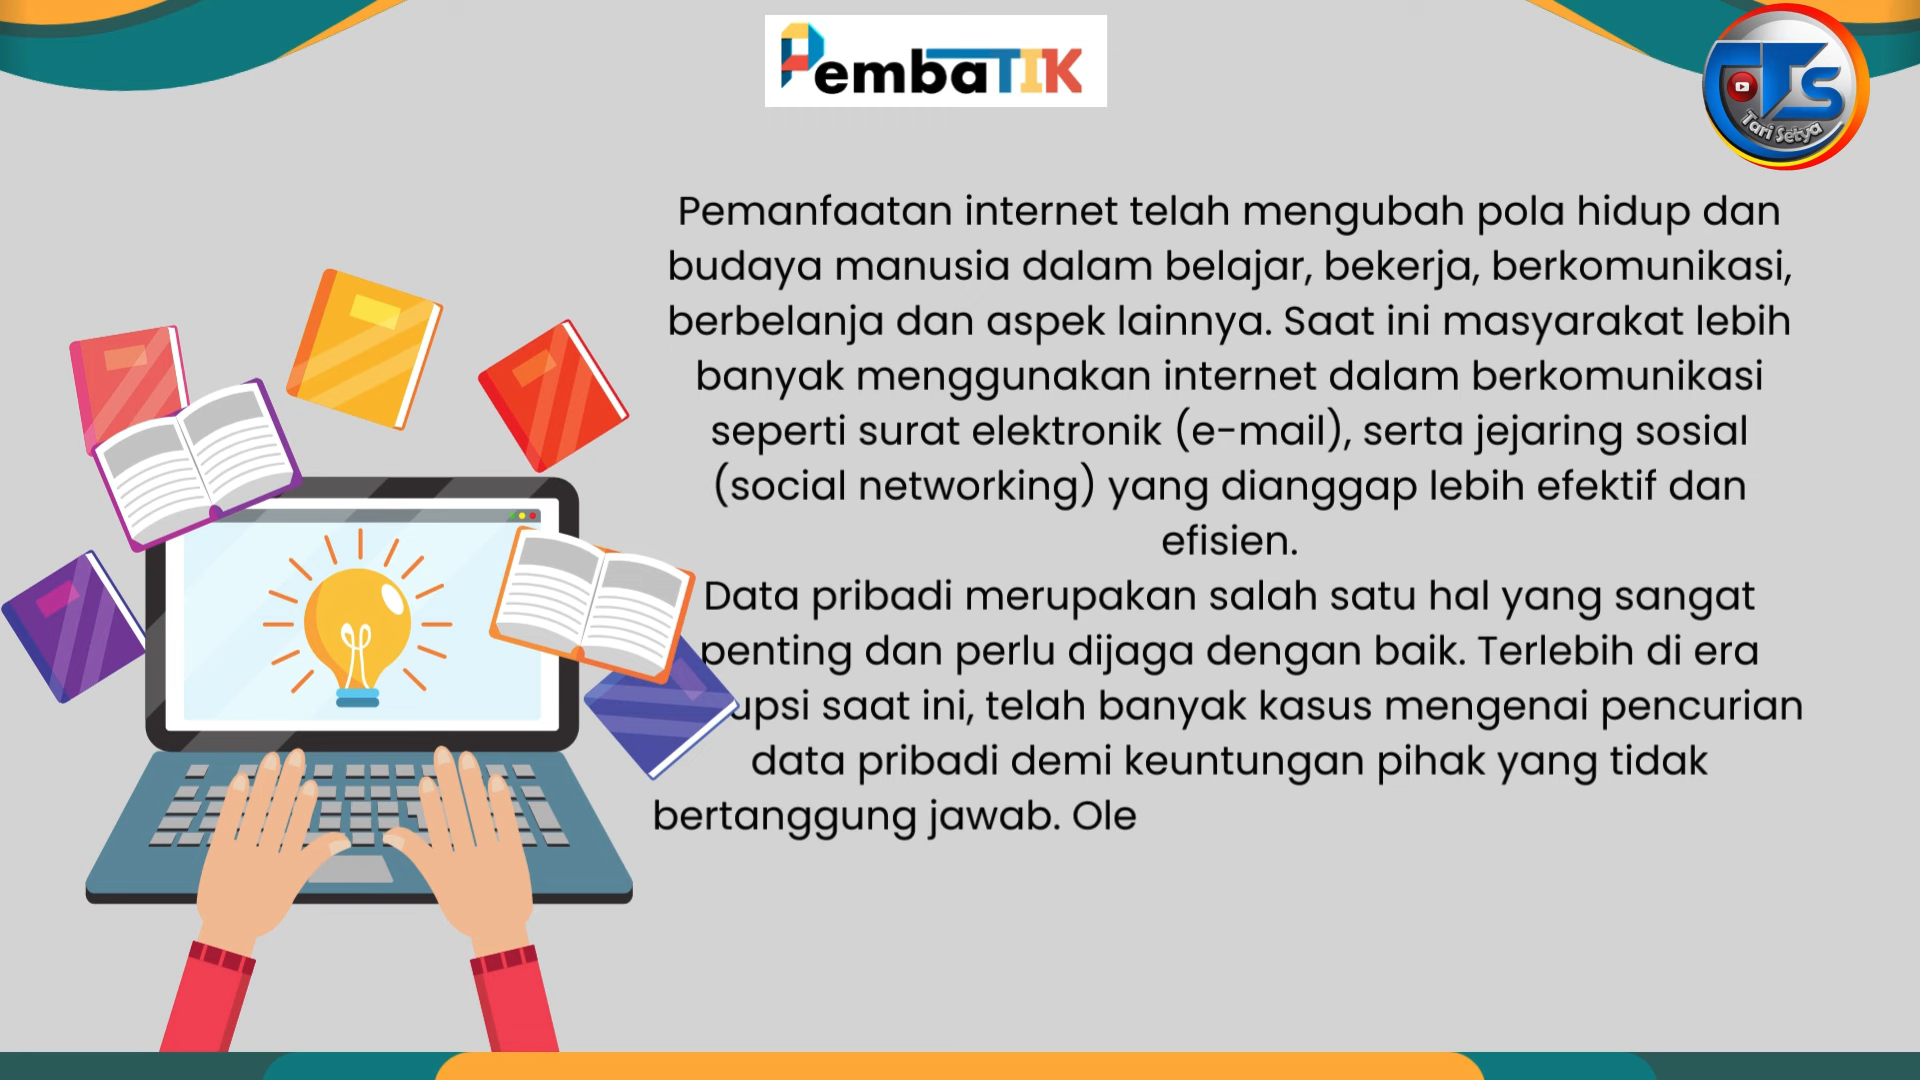 PembaTIK
TS
Tari Setya
Pemanfaatan internet telah mengubah pola hidup dan
budaya manusia dalam belajar, bekerja, berkomunikasi,
berbelanja dan aspek lainnya. Saat ini masyarakat lebih
banyak menggunakan internet dalam berkomunikasi
seperti surat elektronik (e-mail), serta jejaring sosial
(social networking) yang dianggap lebih efektif dan
efisien.
Data pribadi merupakan salah satu hal yang sangat
penting dan perlu dijaga dengan baik. Terlebih di era
saat ini, telah banyak kasus mengenai pencurian
data pribadi demi keuntungan pihak yang tidak
bertanggung jawab. Ole